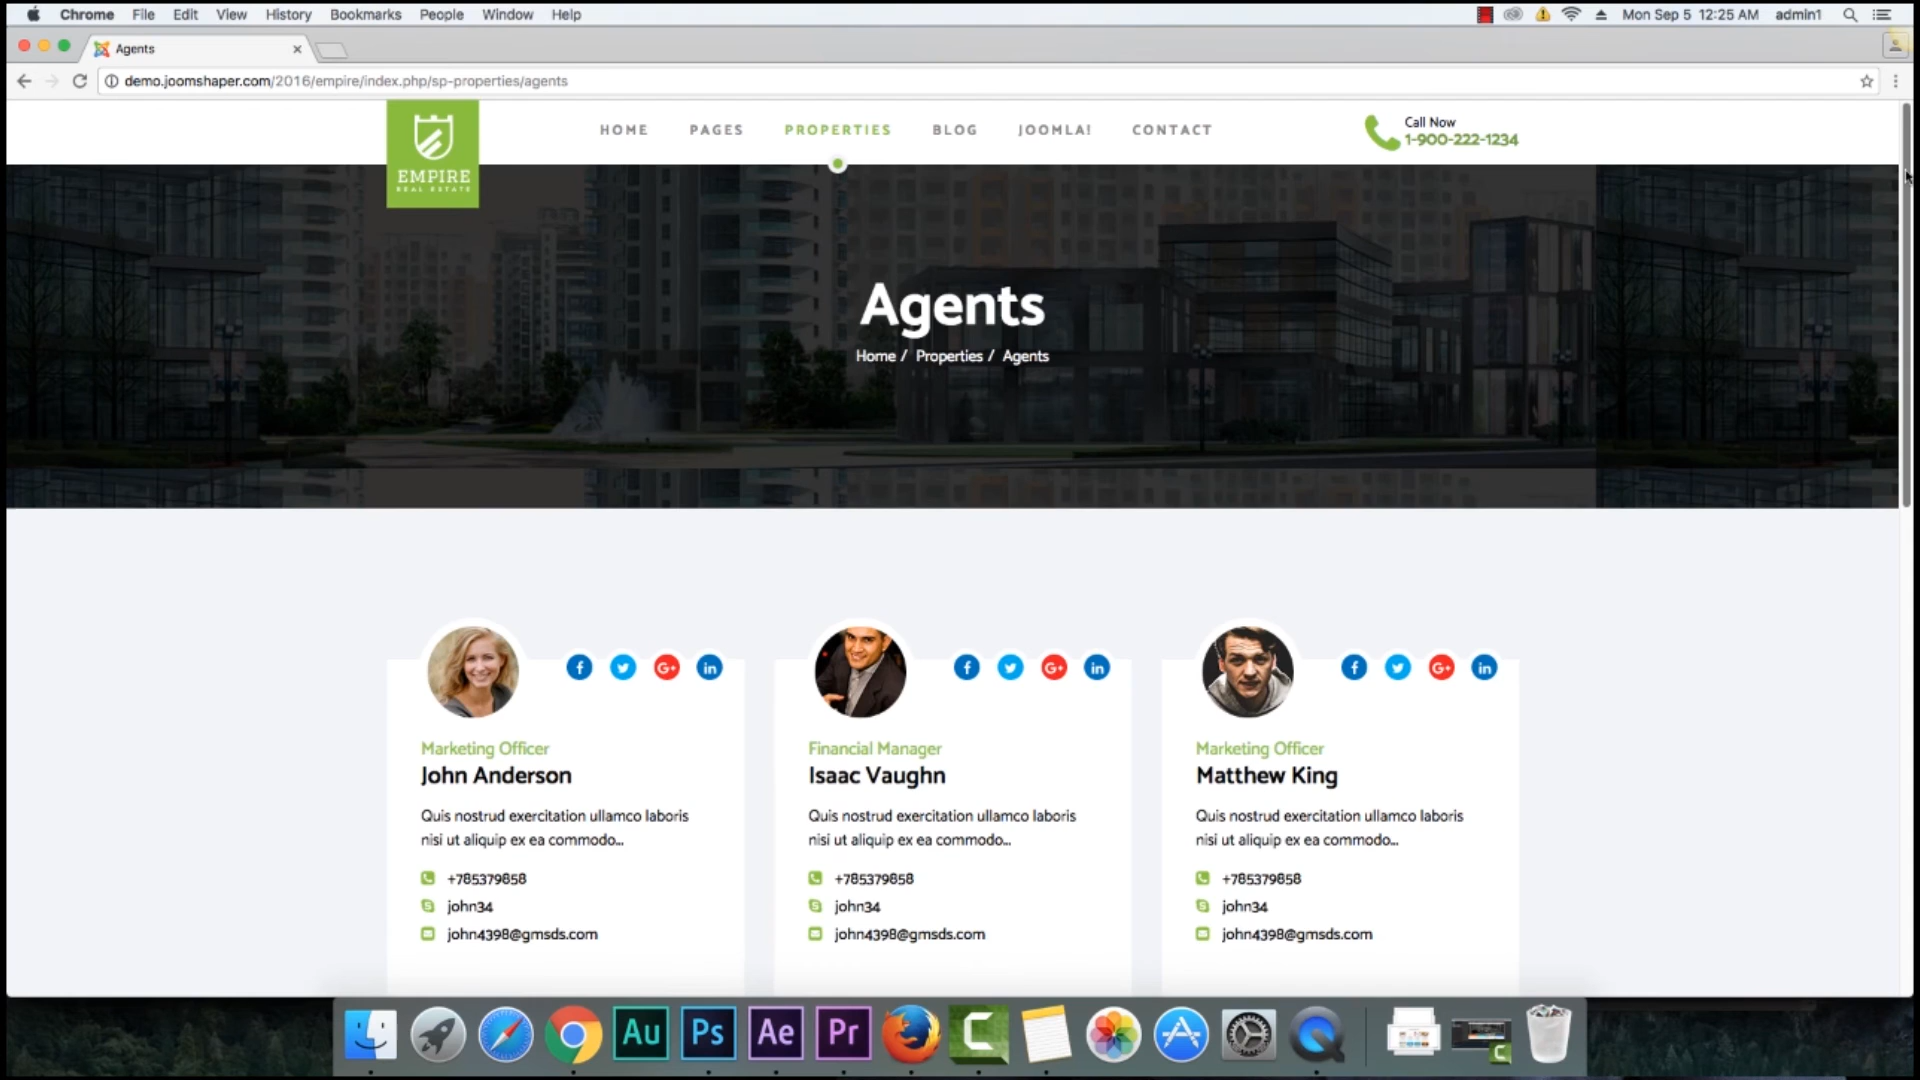 Chrome File Edit View History Bookmarks People Window Help
Mon Sep 5 12:25 AM admin1
Agents
demo.joomshaper.com/2016/empire/index.php/sp-properties/agents
EMPIRE
REAL ESTATE
HOME PAGES PROPERTIES BLOG JOOMLA! CONTACT
Call Now
1-900-222-1234
Agents
Home / Properties / Agents
f G+ in
f G+ in
f G+ in
Marketing Officer
John Anderson
Quis nostrud exercitation ullamco laboris
nisi ut aliquip ex ea commodo...
+785379858
john34
john4398@gmsds.com
Financial Manager
Isaac Vaughn
Quis nostrud exercitation ullamco laboris
nisi ut aliquip ex ea commodo...
+785379858
john34
john4398@gmsds.com
Marketing Officer
Matthew King
Quis nostrud exercitation ullamco laboris
nisi ut aliquip ex ea commodo...
+785379858
john34
john4398@gmsds.com
Au Ps Ae Pr C
C